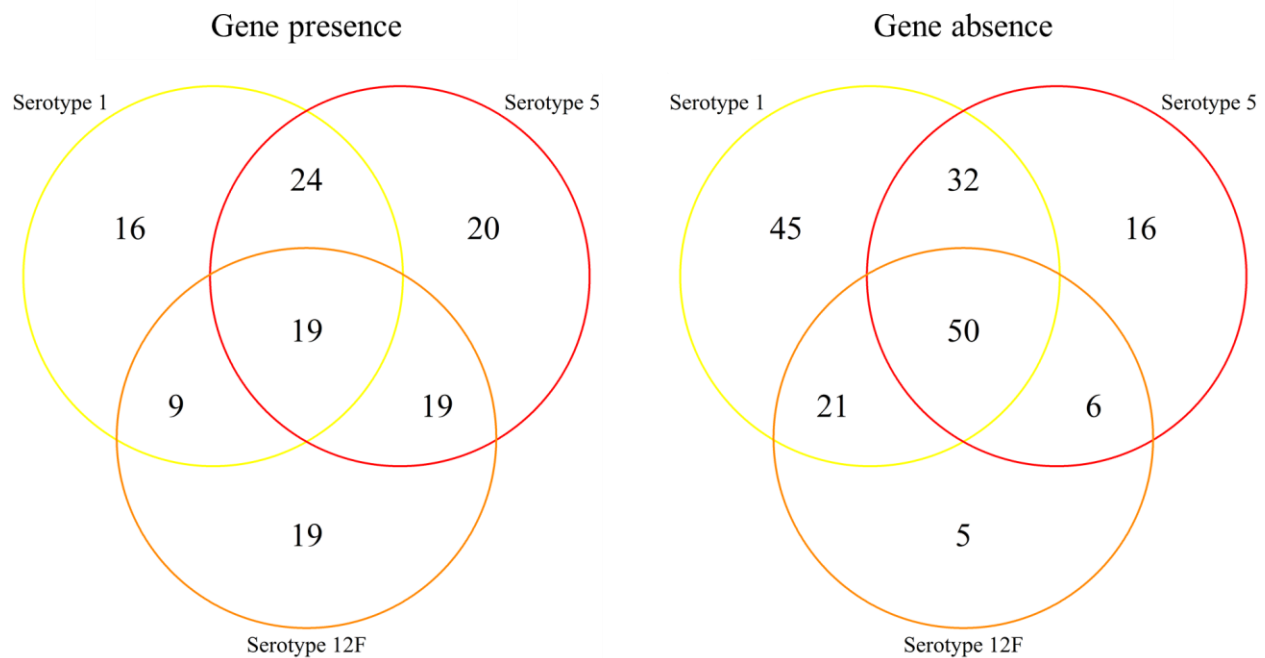 Gene presence
Gene absence
Serotype 1
Serotype 5
Serotype 1
Serotype 5
24
32
16
20
45
16
19
50
9
19
21
6
19
5
Serotype 12F
Serotype 12F